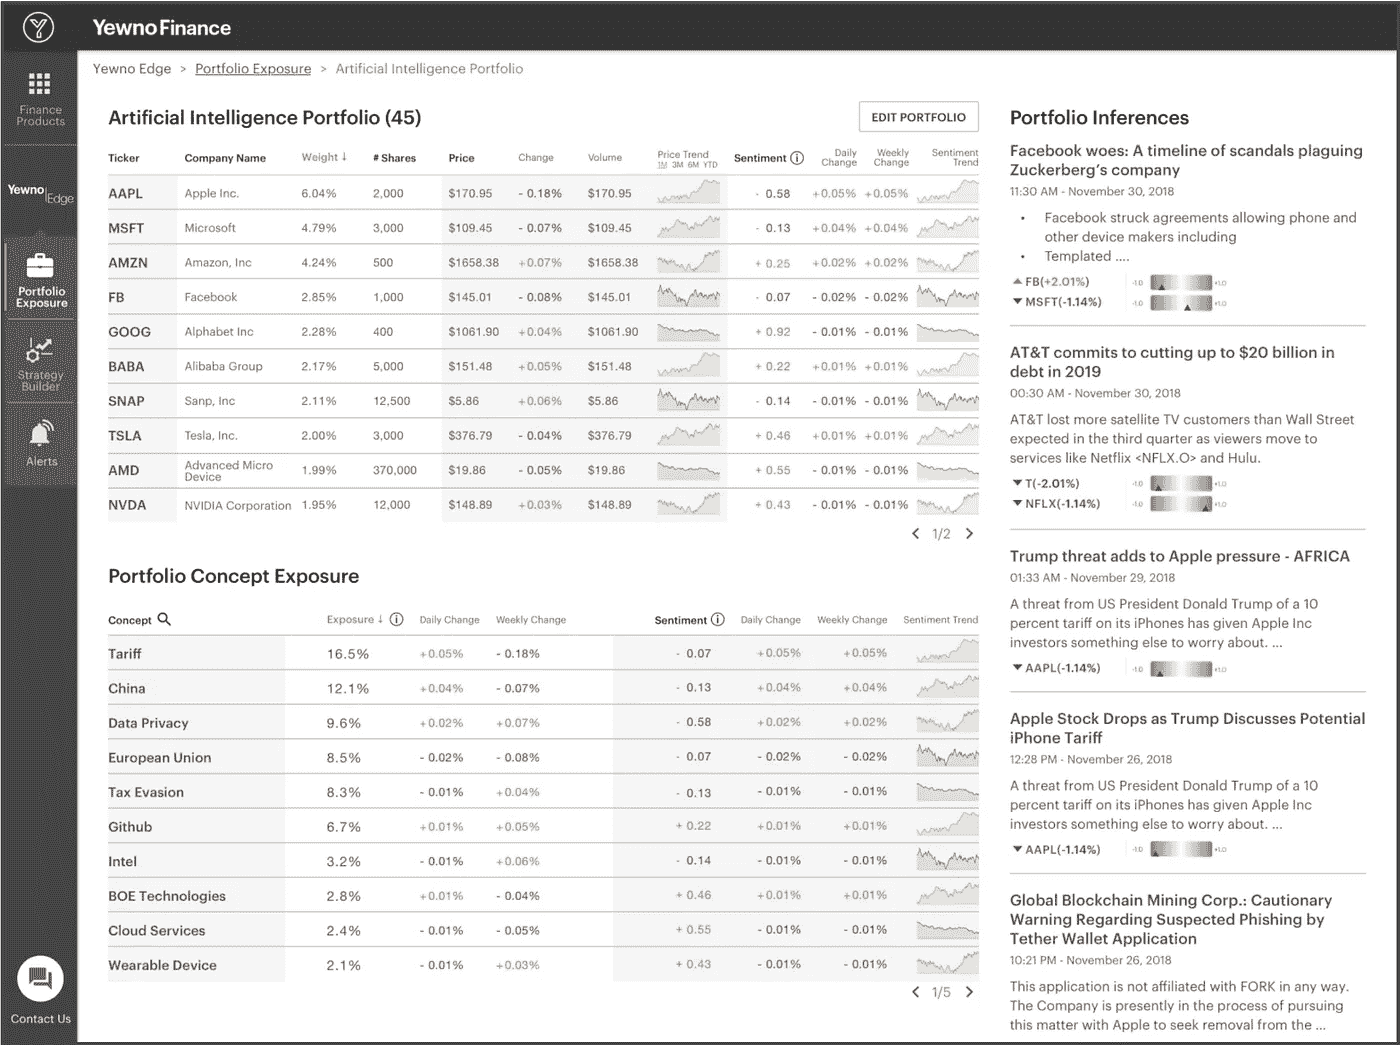 YewnoFinance
Finance
Products
Yewno|Edge
Portfolio
Exposure
Strategy
Builder
Alerts
Contact Us
Yewno Edge > Portfolio Exposure > Artificial Intelligence Portfolio
Artificial Intelligence Portfolio (45)
EDIT PORTFOLIO
Ticker Company Name Weight ↓ # Shares Price Change Volume Price Trend 1M 3M 6M YTD Sentiment Daily Change Weekly Change Sentiment Trend
AAPL Apple Inc. 6.04% 2,000 $170.95 - 0.18% $170.95 - 0.58 +0.05% +0.05%
MSFT Microsoft 4.79% 3,000 $109.45 - 0.07% $109.45 - 0.13 +0.04% +0.04%
AMZN Amazon, Inc 4.24% 500 $1658.38 +0.07% $1658.38 + 0.25 +0.02% +0.02%
FB Facebook 2.85% 1,000 $145.01 - 0.08% $145.01 - 0.07 - 0.02% - 0.02%
GOOG Alphabet Inc 2.28% 400 $1061.90 +0.04% $1061.90 + 0.92 - 0.01% - 0.01%
BABA Alibaba Group 2.17% 5,000 $151.48 +0.05% $151.48 + 0.22 +0.01% +0.01%
SNAP Sanp, Inc 2.11% 12,500 $5.86 +0.06% $5.86 - 0.14 - 0.01% - 0.01%
TSLA Tesla, Inc. 2.00% 3,000 $376.79 - 0.04% $376.79 + 0.46 +0.01% +0.01%
AMD Advanced Micro Device 1.99% 370,000 $19.86 - 0.05% $19.86 + 0.55 - 0.01% - 0.01%
NVDA NVIDIA Corporation 1.95% 12,000 $148.89 +0.03% $148.89 + 0.43 - 0.01% - 0.01%
1/2
Portfolio Concept Exposure
Concept Exposure ↓ Daily Change Weekly Change Sentiment Daily Change Weekly Change Sentiment Trend
Tariff 16.5% +0.05% - 0.18% - 0.07 +0.05% +0.05%
China 12.1% +0.04% - 0.07% - 0.13 +0.04% +0.04%
Data Privacy 9.6% +0.02% +0.07% - 0.58 +0.02% +0.02%
European Union 8.5% - 0.02% - 0.08% - 0.07 - 0.02% - 0.02%
Tax Evasion 8.3% - 0.01% +0.04% - 0.13 - 0.01% - 0.01%
Github 6.7% +0.01% +0.05% + 0.22 +0.01% +0.01%
Intel 3.2% - 0.01% +0.06% - 0.14 - 0.01% - 0.01%
BOE Technologies 2.8% +0.01% - 0.04% + 0.46 +0.01% +0.01%
Cloud Services 2.4% - 0.01% - 0.05% + 0.55 - 0.01% - 0.01%
Wearable Device 2.1% - 0.01% +0.03% + 0.43 - 0.01% - 0.01%
1/5
Portfolio Inferences
Facebook woes: A timeline of scandals plaguing
Zuckerberg’s company
11:30 AM - November 30, 2018
• Facebook struck agreements allowing phone and
other device makers including
• Templated ....
▲ FB(+2.01%) -1.0 +1.0
▼ MSFT(-1.14%) -1.0 +1.0
AT&T commits to cutting up to $20 billion in
debt in 2019
00:30 AM - November 30, 2018
AT&T lost more satellite TV customers than Wall Street
expected in the third quarter as viewers move to
services like Netflix <NFLX.O> and Hulu.
▼ T(-2.01%) -1.0 +1.0
▼ NFLX(-1.14%) -1.0 +1.0
Trump threat adds to Apple pressure - AFRICA
01:33 AM - November 29, 2018
A threat from US President Donald Trump of a 10
percent tariff on its iPhones has given Apple Inc
investors something else to worry about. ...
▼ AAPL(-1.14%) -1.0 +1.0
Apple Stock Drops as Trump Discusses Potential
iPhone Tariff
12:28 PM - November 26, 2018
A threat from US President Donald Trump of a 10
percent tariff on its iPhones has given Apple Inc
investors something else to worry about. ...
▼ AAPL(-1.14%) -1.0 +1.0
Global Blockchain Mining Corp.: Cautionary
Warning Regarding Suspected Phishing by
Tether Wallet Application
10:21 PM - November 26, 2018
This application is not affiliated with FORK in any way.
The Company is presently in the process of pursuing
this matter with Apple to seek removal from the ...